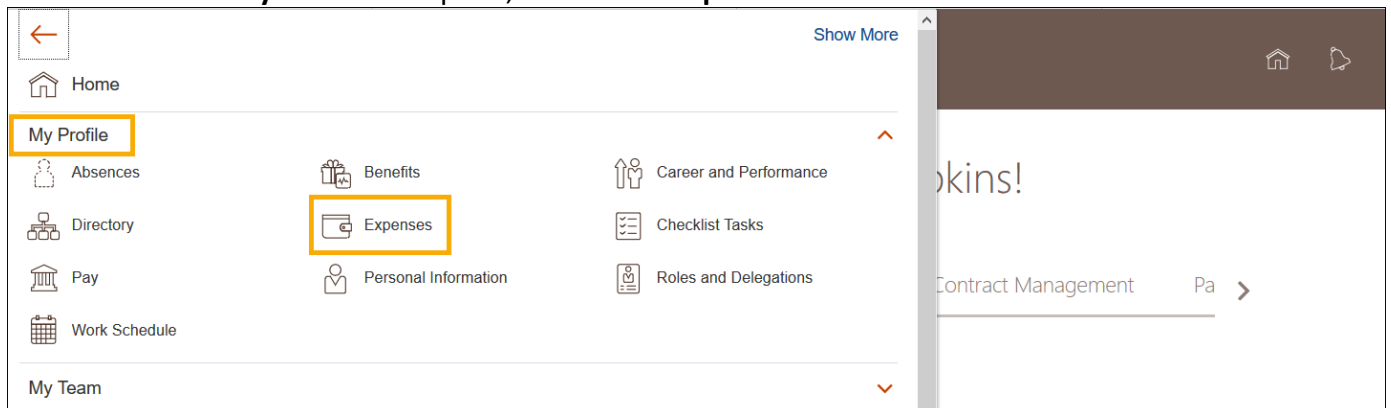 Show More
Home
My Profile
Absences Benefits Career and Performance
Directory Expenses Checklist Tasks
Pay Personal Information Roles and Delegations
Work Schedule
My Team
kins!
Contract Management Pa